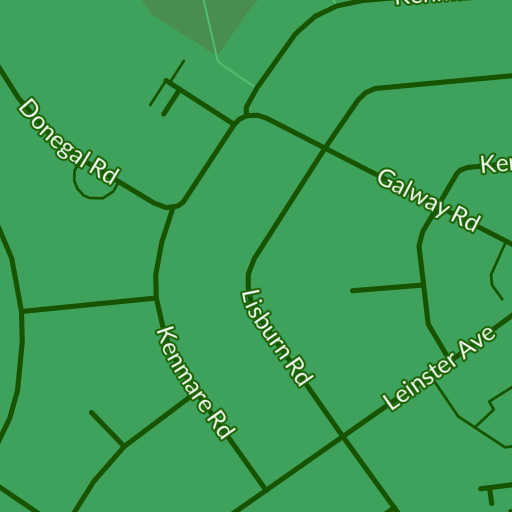 Donegal Rd
Galway Rd
Lisburn Rd
Kenmare Rd
Leinster Ave